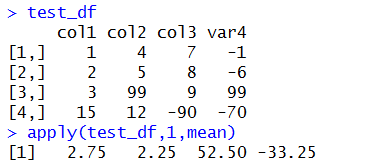 > test_df
     col1 col2 col3 var4
[1,]    1    4    7   -1
[2,]    2    5    8   -6
[3,]    3   99    9   99
[4,]   15   12  -90  -70
> apply(test_df,1,mean)
[1]   2.75   2.25  52.50 -33.25